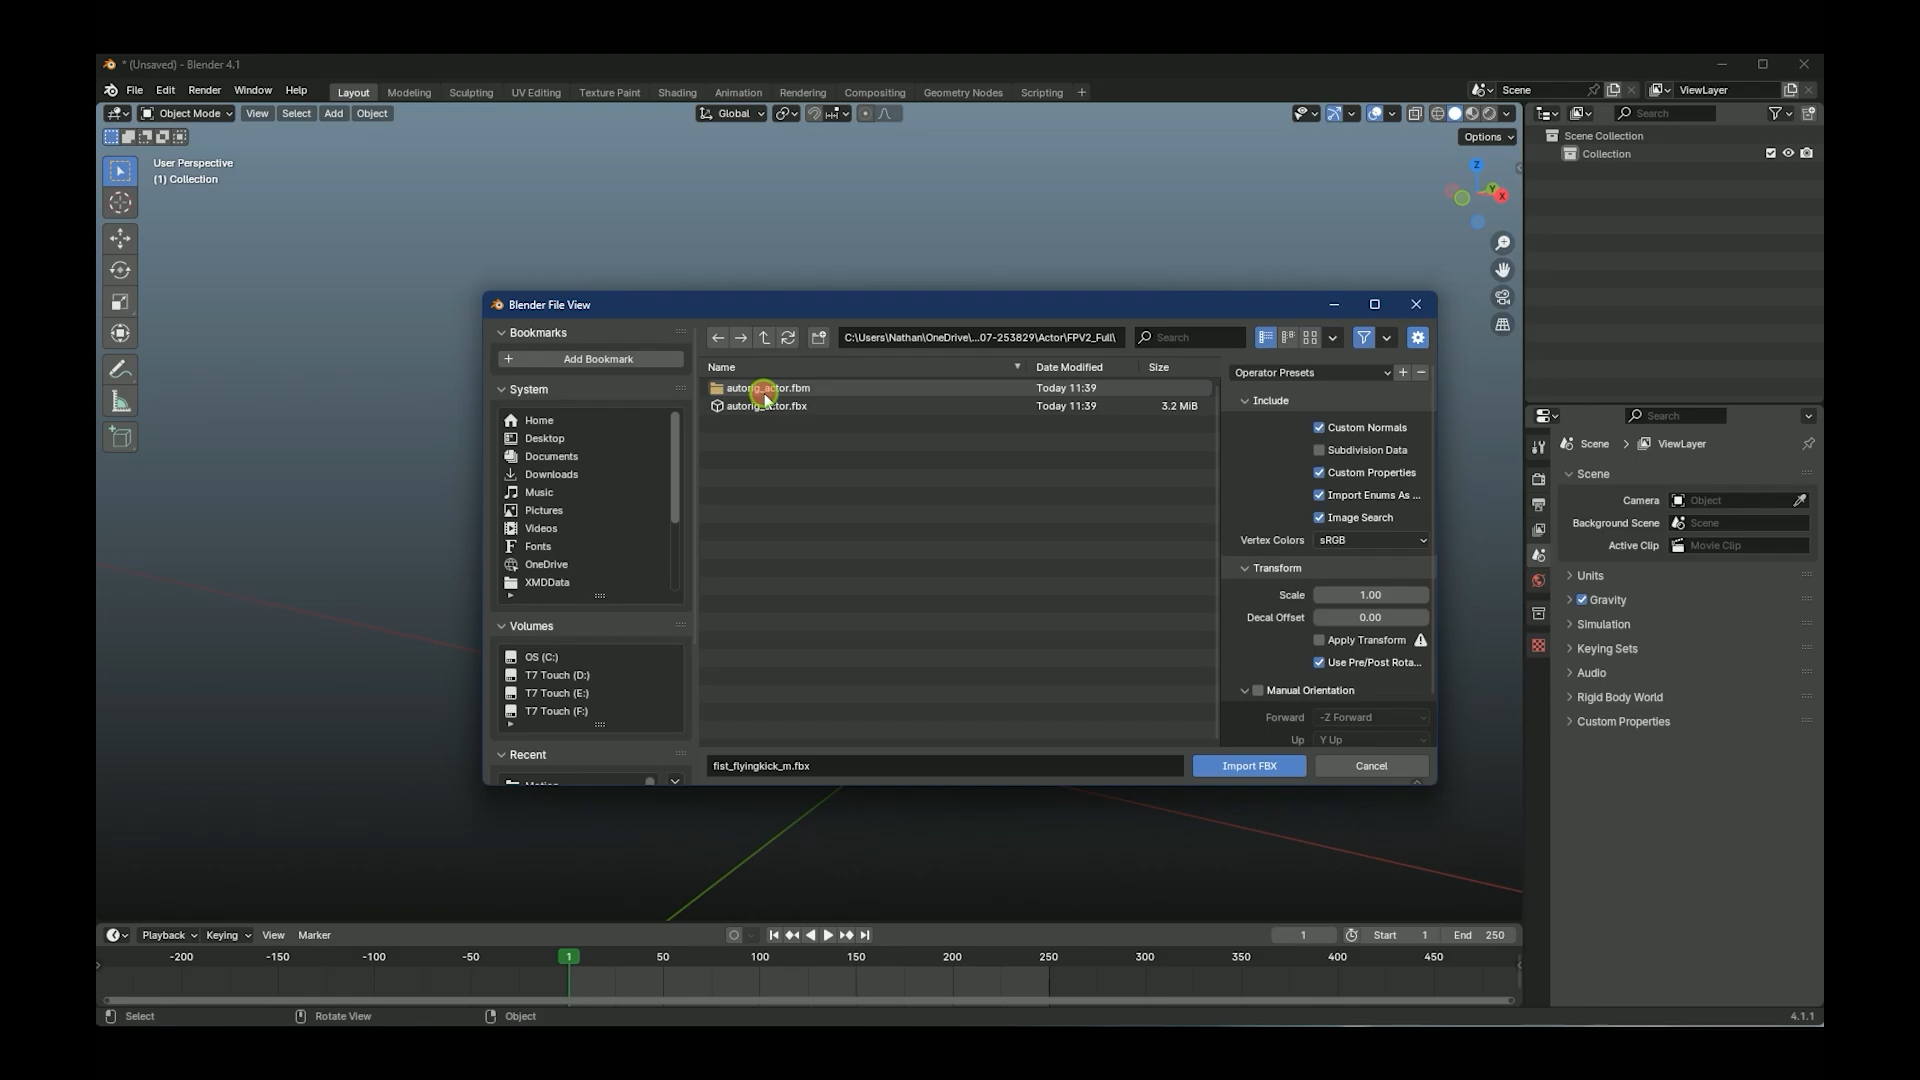 * (Unsaved) - Blender 4.1
File Edit Render Window Help Layout Modeling Sculpting UV Editing Texture Paint Shading Animation Rendering Compositing Geometry Nodes Scripting + Scene ViewLayer
Object Mode View Select Add Object Global Search
Options
User Perspective
(1) Collection
Z
Y
X
Scene Collection
Collection
Blender File View
Bookmarks
+ Add Bookmark
System
Home
Desktop
Documents
Downloads
Music
Pictures
Videos
Fonts
OneDrive
XMDData
Volumes
OS (C:)
T7 Touch (D:)
T7 Touch (E:)
T7 Touch (F:)
Recent
C:\Users\Nathan\OneDrive\...07-253829\Actor\FPV2_Full\ Search
Name Date Modified Size
autorig_actor.fbm Today 11:39
autorig_actor.fbx Today 11:39 3.2 MiB
Operator Presets
Include
Custom Normals
Subdivision Data
Custom Properties
Import Enums As ...
Image Search
Vertex Colors sRGB
Transform
Scale 1.00
Decal Offset 0.00
Apply Transform
Use Pre/Post Rota...
Manual Orientation
Forward -Z Forward
Up Y Up
fist_flyingkick_m.fbx Import FBX Cancel
Search
Scene ViewLayer
Scene
Camera Object
Background Scene Scene
Active Clip Movie Clip
Units
Gravity
Simulation
Keying Sets
Audio
Rigid Body World
Custom Properties
Playback Keying View Marker 1 Start 1 End 250
-200 -150 -100 -50 1 50 100 150 200 250 300 350 400 450
Select Rotate View Object 4.1.1